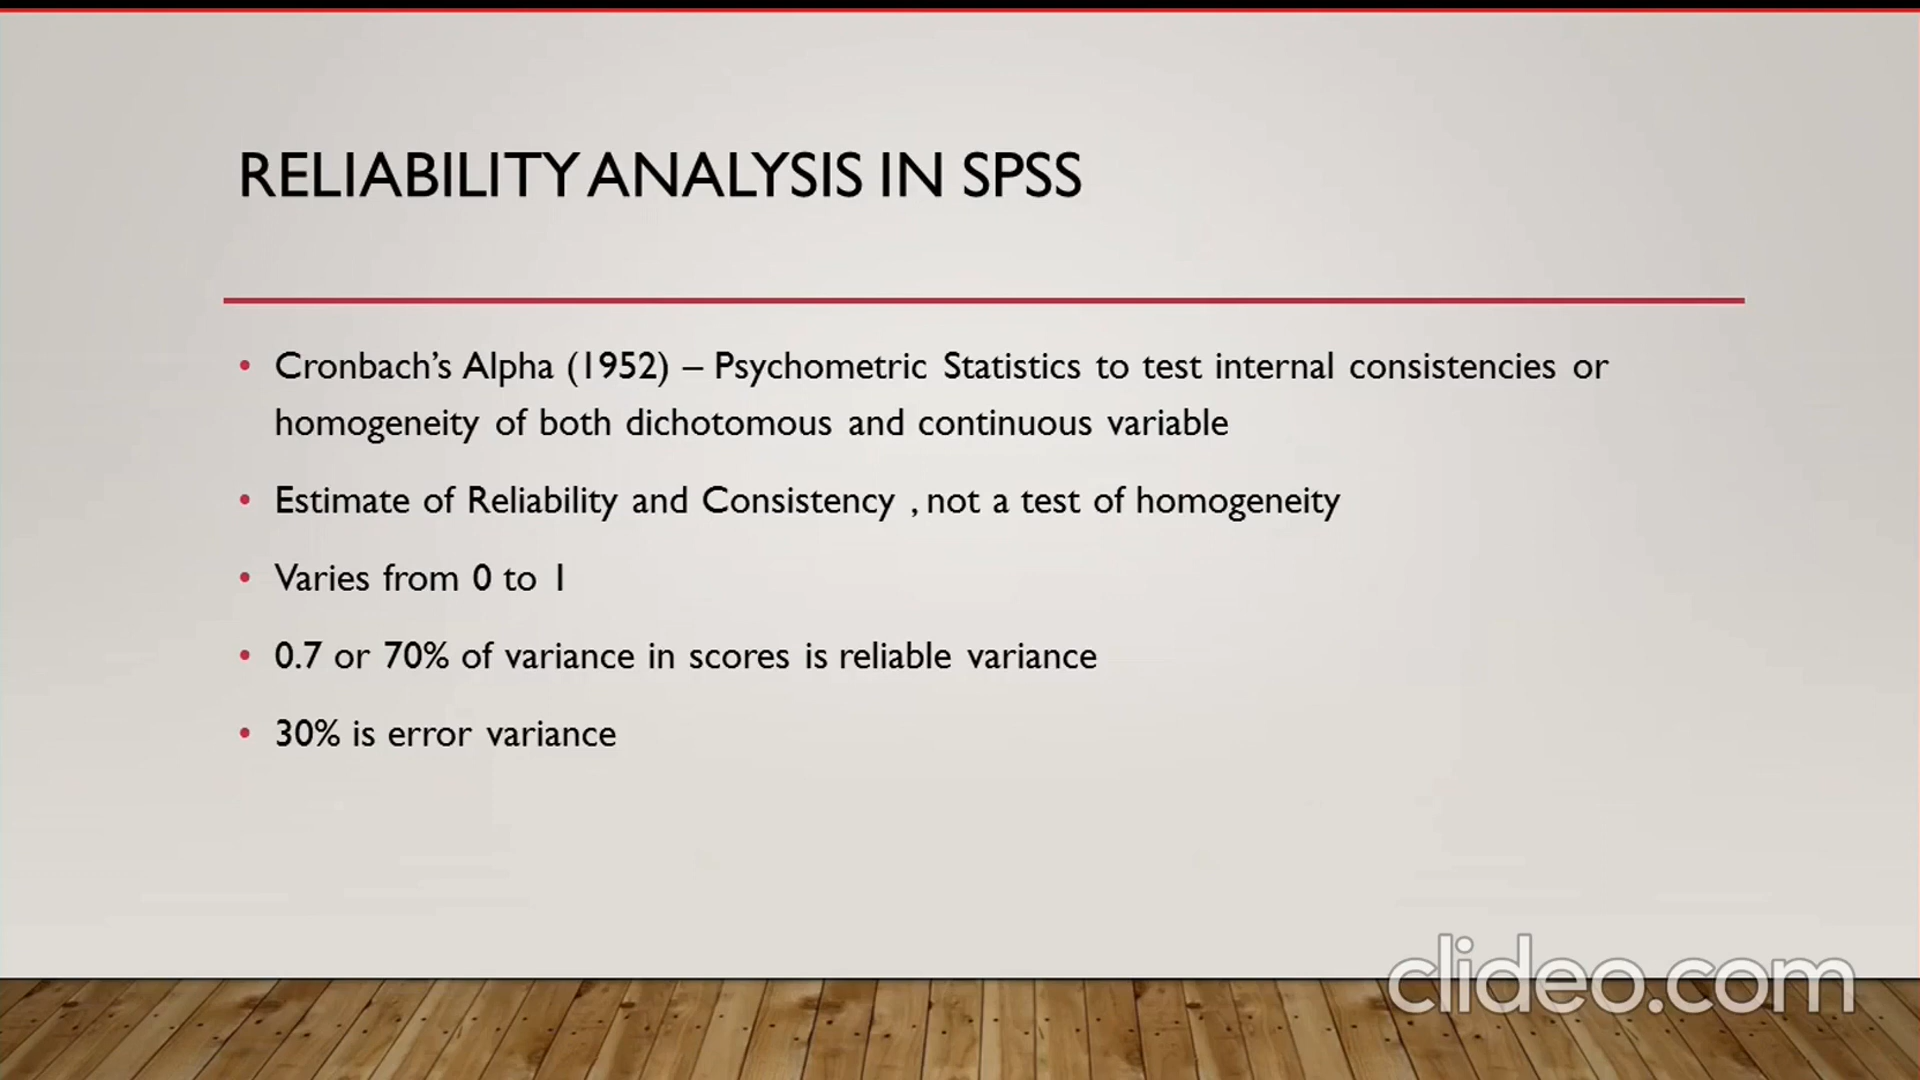 RELIABILITY ANALYSIS IN SPSS
• Cronbach’s Alpha (1952) – Psychometric Statistics to test internal consistencies or
homogeneity of both dichotomous and continuous variable
• Estimate of Reliability and Consistency , not a test of homogeneity
• Varies from 0 to 1
• 0.7 or 70% of variance in scores is reliable variance
• 30% is error variance
clideo.com